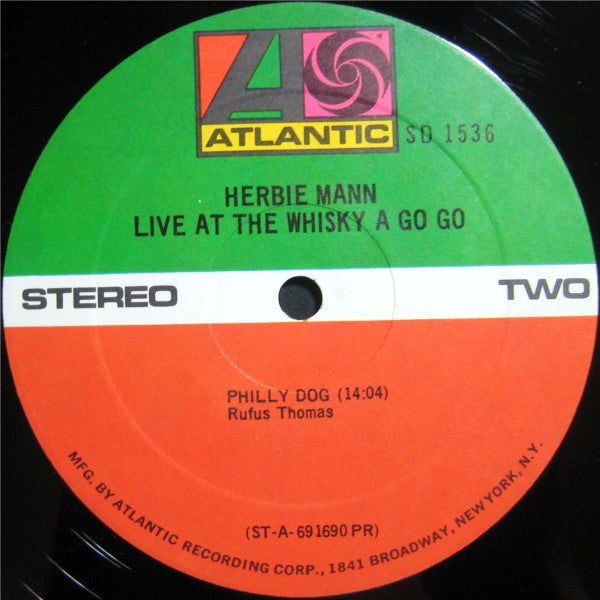 ATLANTIC
SD 1536
HERBIE MANN
LIVE AT THE WHISKY A GO GO
STEREO
TWO
PHILLY DOG (14:04)
Rufus Thomas
(ST-A-691690 PR)
MFG. BY ATLANTIC RECORDING CORP., 1841 BROADWAY, NEW YORK, N.Y.